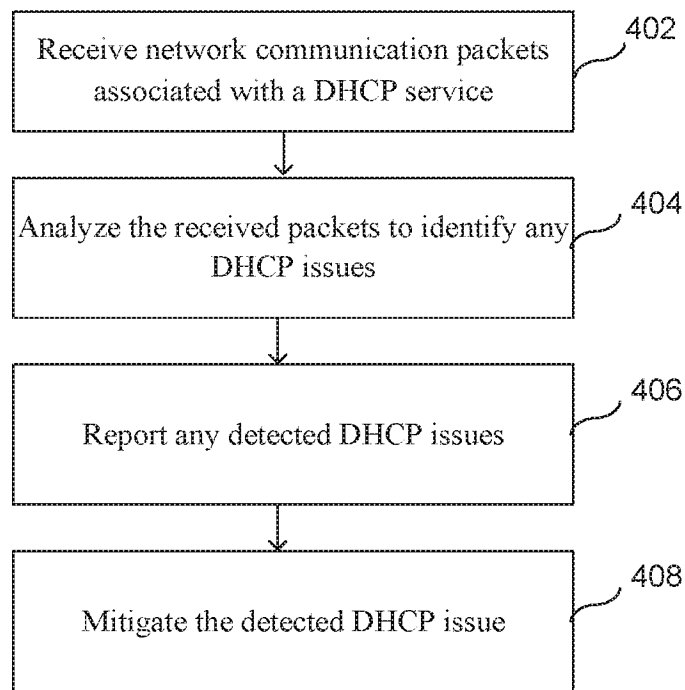 402
Receive network communication packets
associated with a DHCP service
404
Analyze the received packets to identify any
DHCP issues
406
Report any detected DHCP issues
408
Mitigate the detected DHCP issue